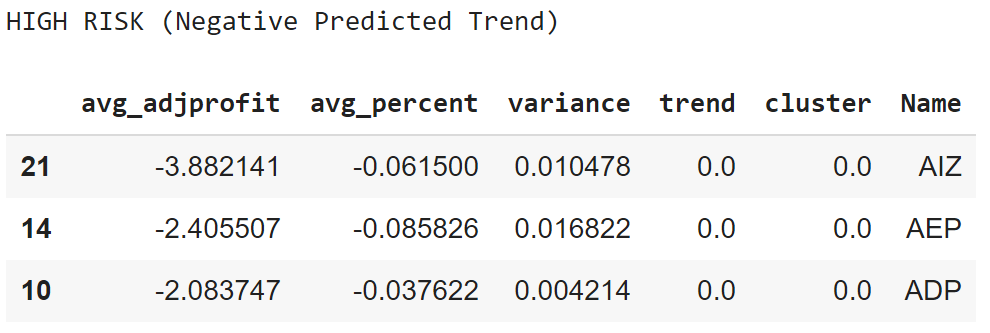 HIGH RISK (Negative Predicted Trend)
avg_adjprofit avg_percent variance trend cluster Name
21 -3.882141 -0.061500 0.010478 0.0 0.0 AIZ
14 -2.405507 -0.085826 0.016822 0.0 0.0 AEP
10 -2.083747 -0.037622 0.004214 0.0 0.0 ADP